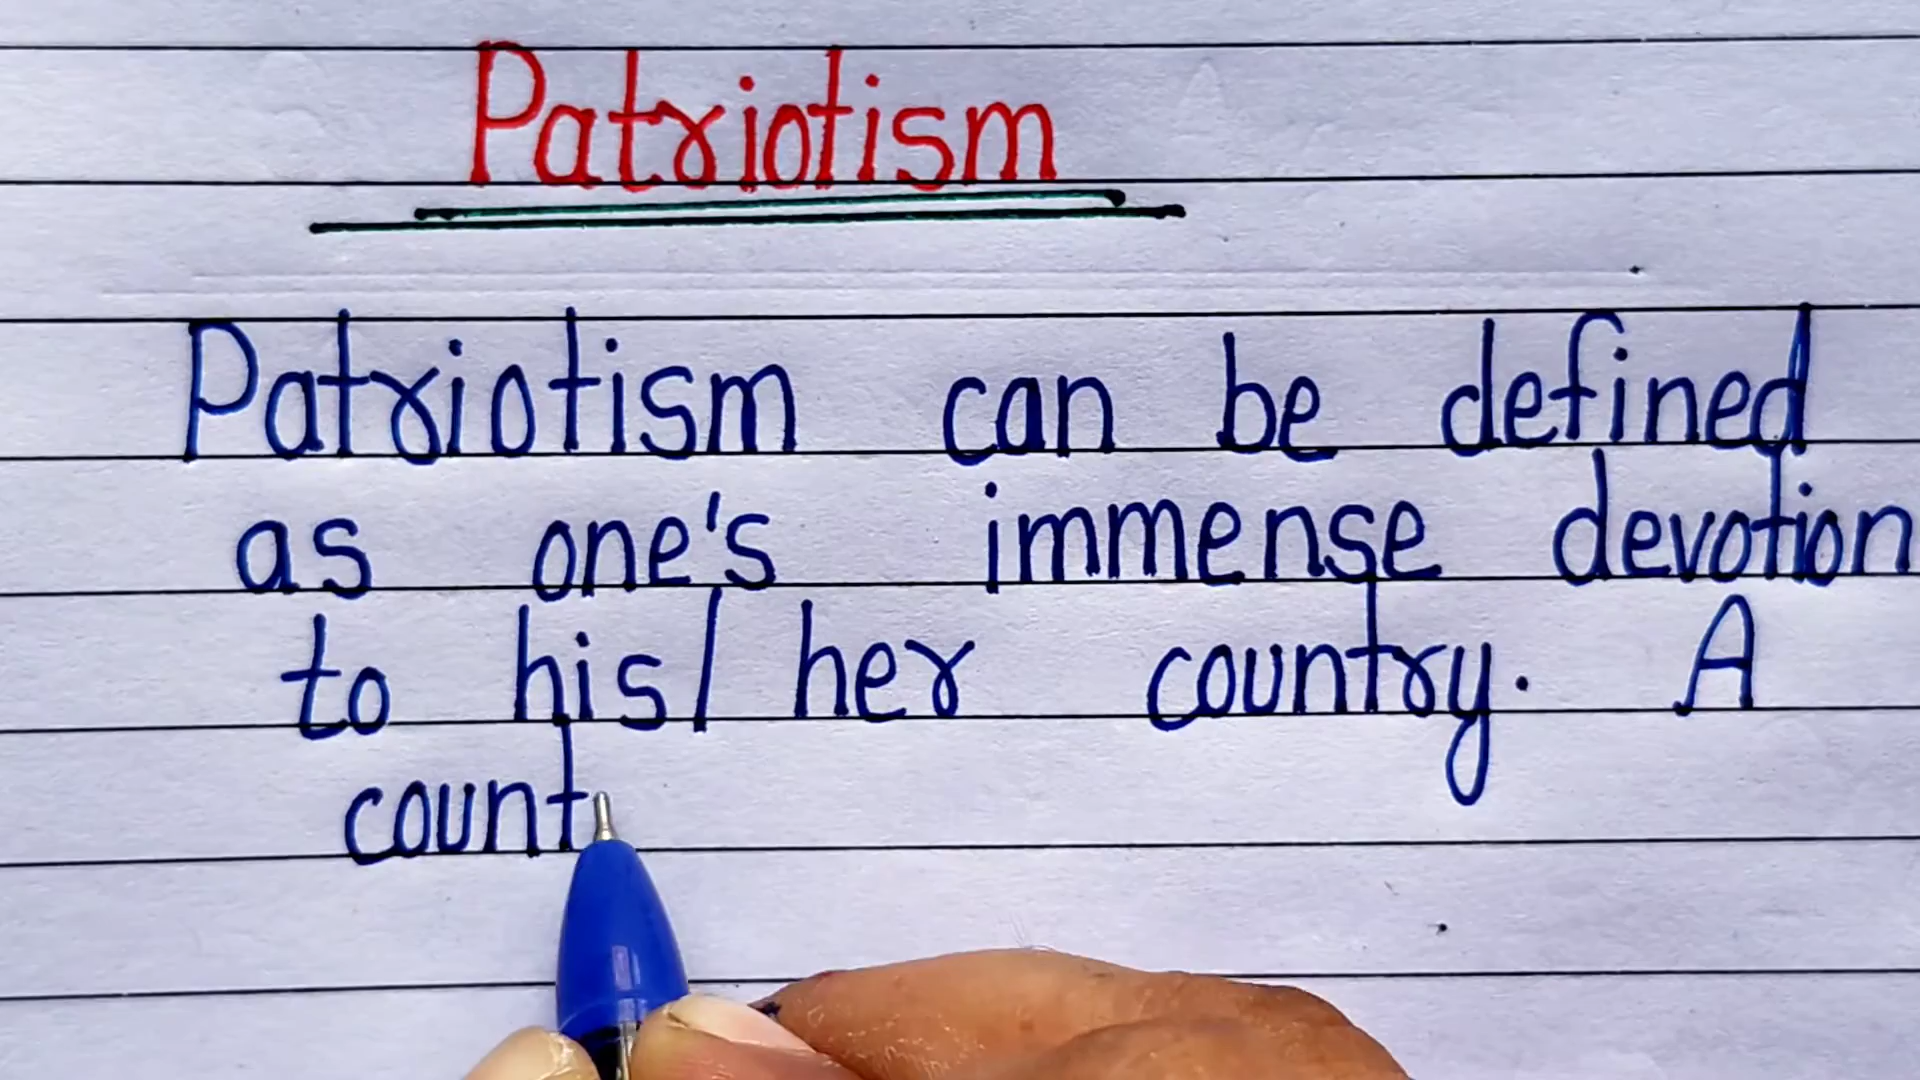 Patriotism
Patriotism can be defined
as one's immense devotion
to his/ her country. A
count